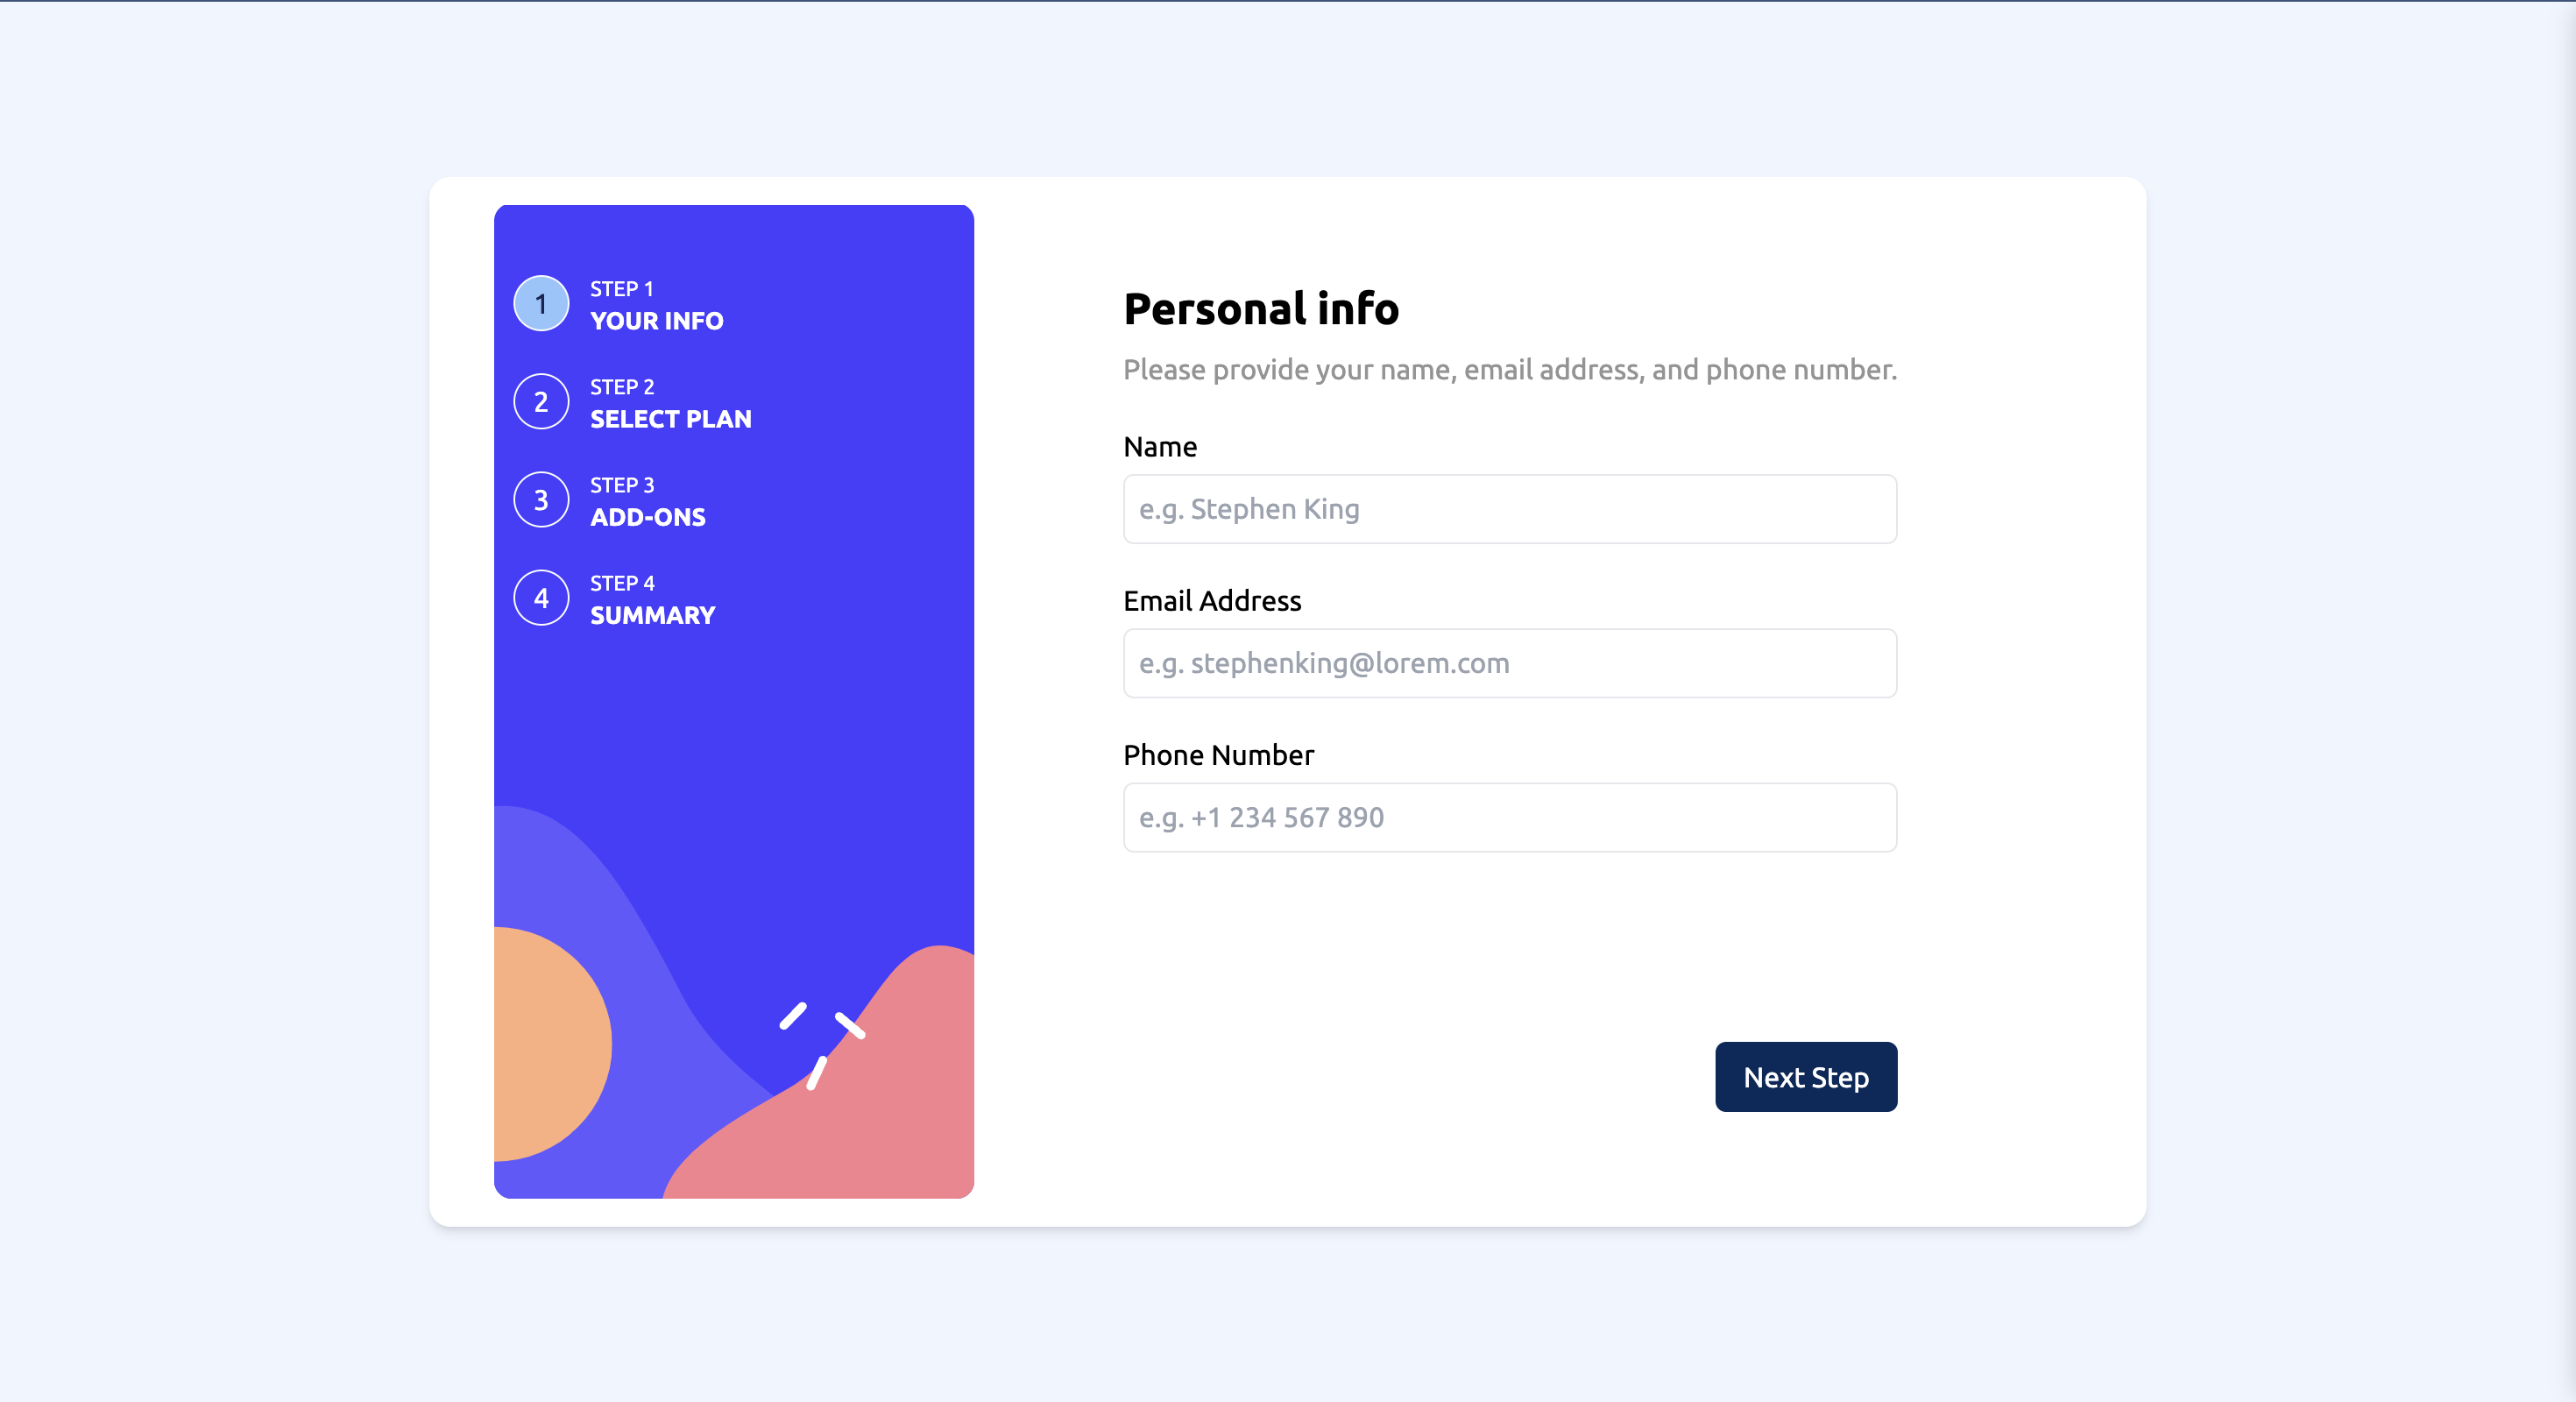 1
STEP 1
YOUR INFO
2
STEP 2
SELECT PLAN
3
STEP 3
ADD-ONS
4
STEP 4
SUMMARY
Personal info
Please provide your name, email address, and phone number.
Name
e.g. Stephen King
Email Address
e.g. stephenking@lorem.com
Phone Number
e.g. +1 234 567 890
Next Step